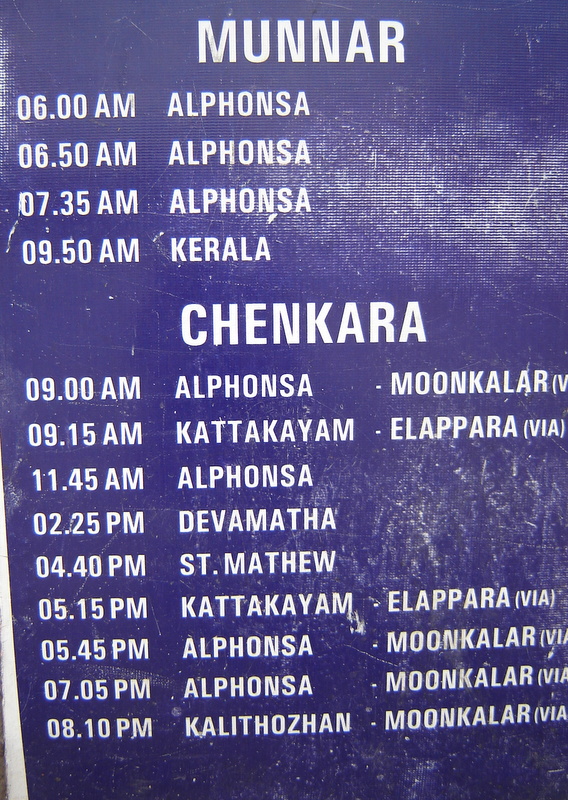 MUNNAR
06.00 AM ALPHONSA
06.50 AM ALPHONSA
07.35 AM ALPHONSA
09.50 AM KERALA
CHENKARA
09.00 AM ALPHONSA - MOONKALAR (V
09.15 AM KATTAKAYAM - ELAPPARA (VIA)
11.45 AM ALPHONSA
02.25 PM DEVAMATHA
04.40 PM ST. MATHEW
05.15 PM KATTAKAYAM - ELAPPARA (VIA)
05.45 PM ALPHONSA - MOONKALAR (VIA
07.05 PM ALPHONSA - MOONKALAR (VIA
08.10 PM KALITHOZHAN - MOONKALAR (VIA